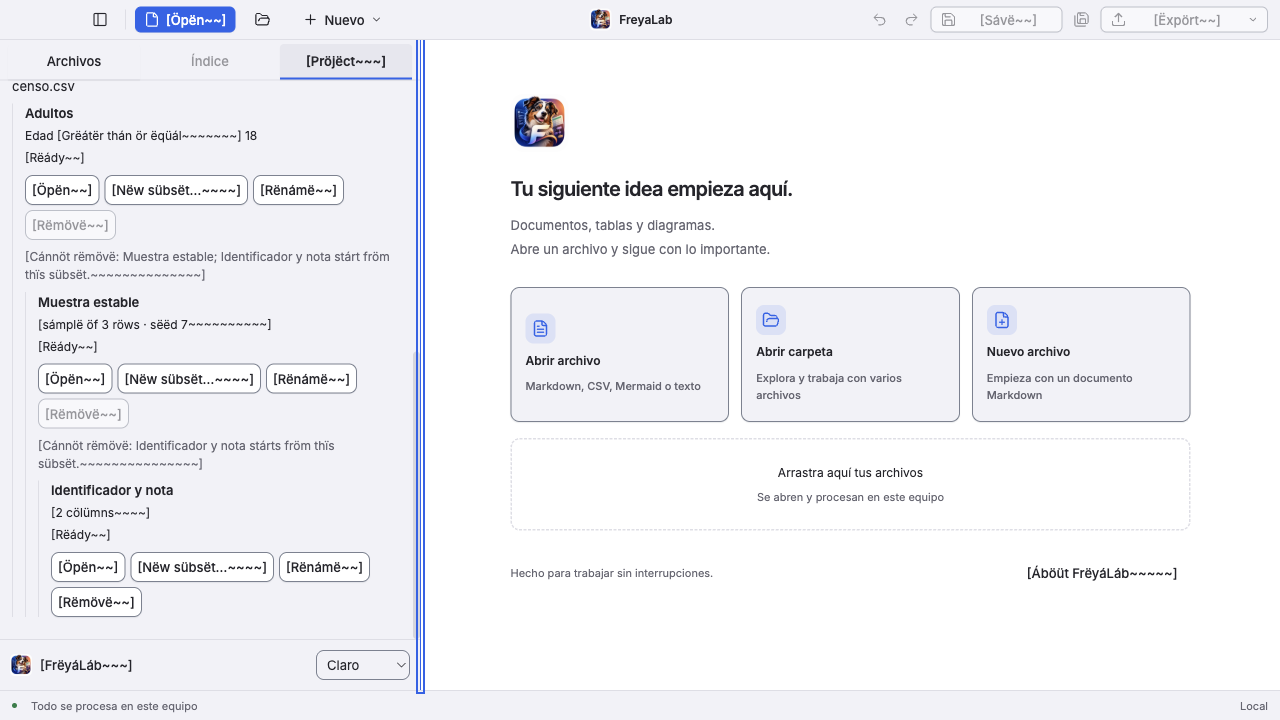 [Öpën~~]
Nuevo
FreyaLab
[Sávë~~]
[Ëxpört~~]
Archivos
Índice
[Pröjëct~~~]
censo.csv
Adultos
Edad [Grëátër thán ör ëqüál~~~~~~~] 18
[Rëády~~]
[Öpën~~]
[Nëw sübsët…~~~~]
[Rënámë~~]
[Rëmövë~~]
[Cánnöt rëmövë: Muestra estable; Identificador y nota stárt fröm
thïs sübsët.~~~~~~~~~~~~~~]
Muestra estable
[sámplë öf 3 röws · sëëd 7~~~~~~~~~~]
[Rëády~~]
[Öpën~~]
[Nëw sübsët…~~~~]
[Rënámë~~]
[Rëmövë~~]
[Cánnöt rëmövë: Identificador y nota stárts fröm thïs
sübsët.~~~~~~~~~~~~~~~]
Identificador y nota
[2 cölümns~~~~]
[Rëády~~]
[Öpën~~]
[Nëw sübsët…~~~~]
[Rënámë~~]
[Rëmövë~~]
[FrëyáLáb~~~]
Claro
Tu siguiente idea empieza aquí.
Documentos, tablas y diagramas.
Abre un archivo y sigue con lo importante.
Abrir archivo
Markdown, CSV, Mermaid o texto
Abrir carpeta
Explora y trabaja con varios
archivos
Nuevo archivo
Empieza con un documento
Markdown
Arrastra aquí tus archivos
Se abren y procesan en este equipo
Hecho para trabajar sin interrupciones.
[Áböüt FrëyáLáb~~~~~]
Todo se procesa en este equipo
Local